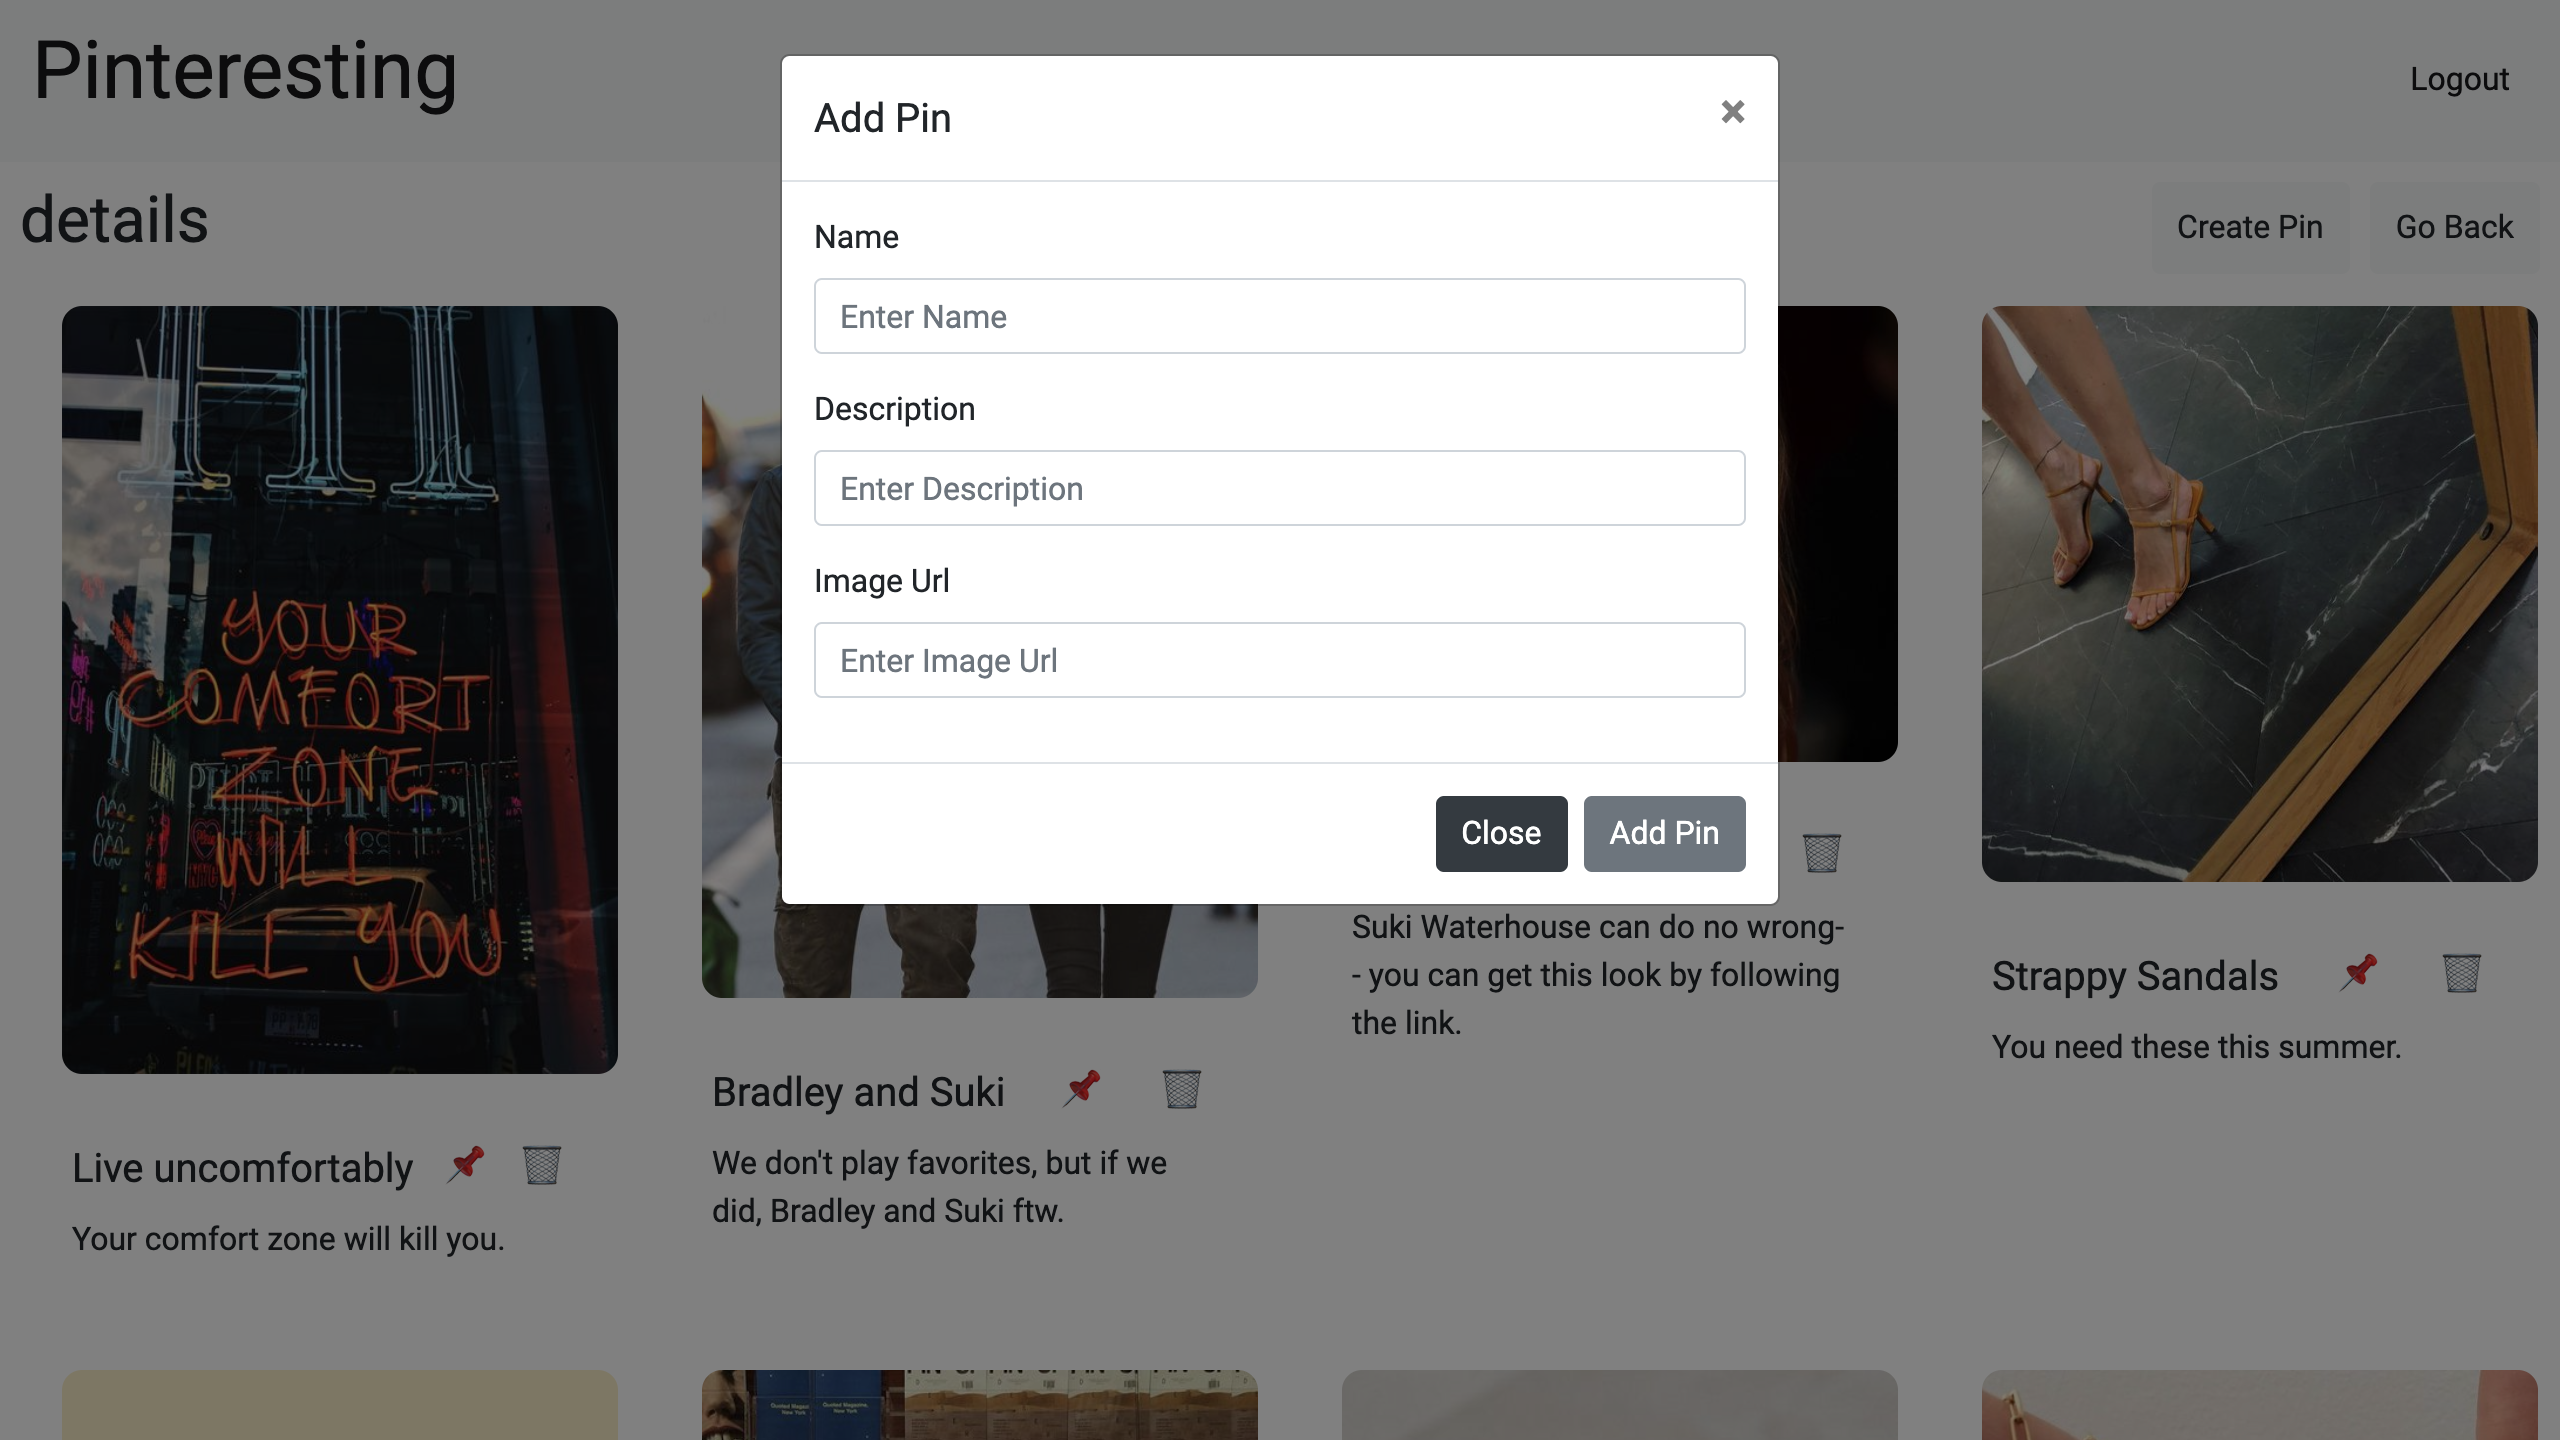 Pinteresting
Logout
details
Create Pin
Go Back
Add Pin
×
Name
Enter Name
Description
Enter Description
Image Url
Enter Image Url
Close
Add Pin
YOUR
COMFORT
ZONE
WILL
KILL YOU
Live uncomfortably
Your comfort zone will kill you.
Bradley and Suki
We don't play favorites, but if we
did, Bradley and Suki ftw.
Suki Waterhouse can do no wrong-
- you can get this look by following
the link.
Strappy Sandals
You need these this summer.